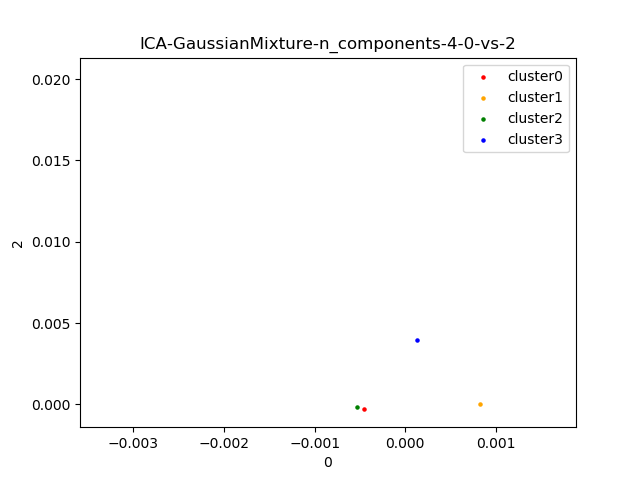 ICA-GaussianMixture-n_components-4-0-vs-2
0.020
0.015
0.010
0.005
0.000
2
cluster0
cluster1
cluster2
cluster3
−0.003 −0.002 −0.001 0.000 0.001
0